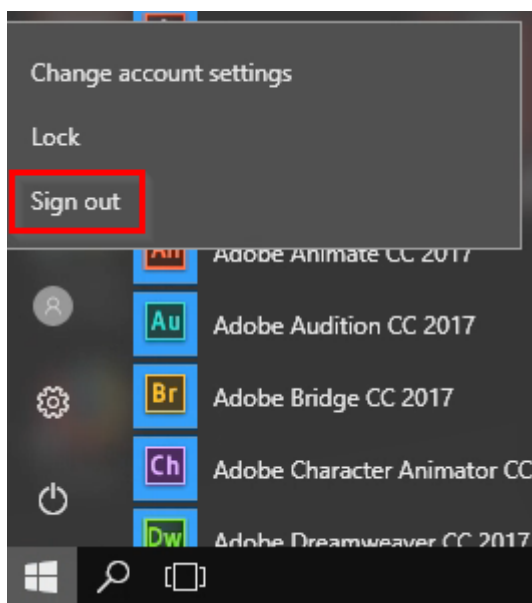 Change account settings
Lock
Sign out
An Adobe Animate CC 2017
Au Adobe Audition CC 2017
Br Adobe Bridge CC 2017
Ch Adobe Character Animator CC
Dw Adobe Dreamweaver CC 2017